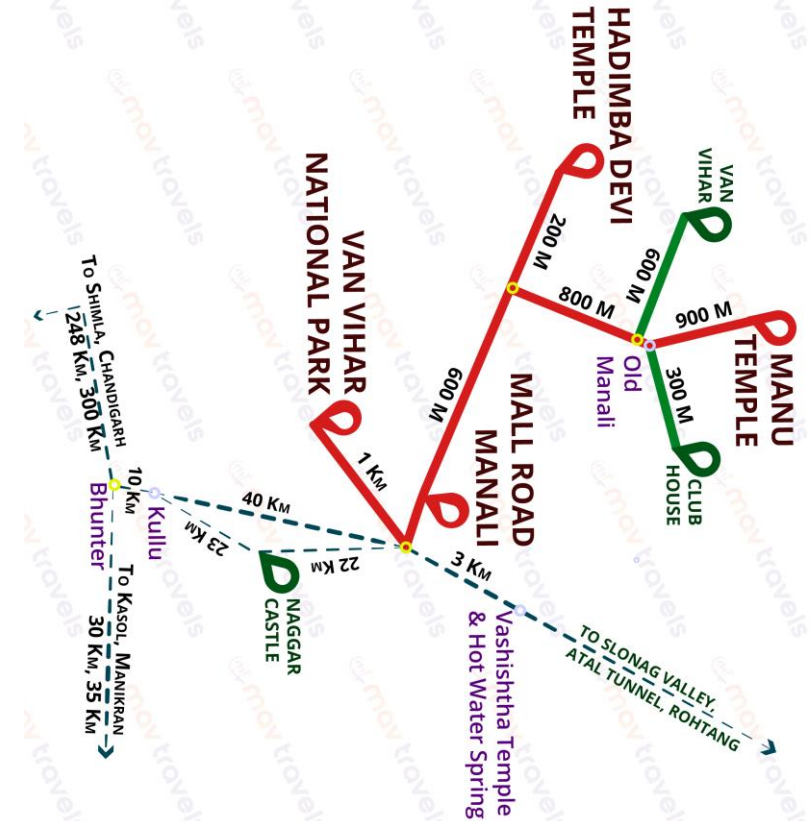 HADIMBA DEVI
TEMPLE
VAN
VIHAR
MANU
TEMPLE
200 M
600 M
900 M
800 M
Old
Manali
300 M
CLUB
HOUSE
600 M
MALL ROAD
MANALI
VAN VIHAR
NATIONAL PARK
1 KM
3 KM
Vashishtha Temple
& Hot Water Spring
TO SLONAG VALLEY,
ATAL TUNNEL, ROHTANG
40 KM
22 KM
NAGGAR
CASTLE
23 KM
Kullu
10 KM
Bhunter
TO SHIMLA, CHANDIGARH
248 KM, 300 KM
TO KASOL, MANIKRAN
30 KM, 35 KM
mav travels